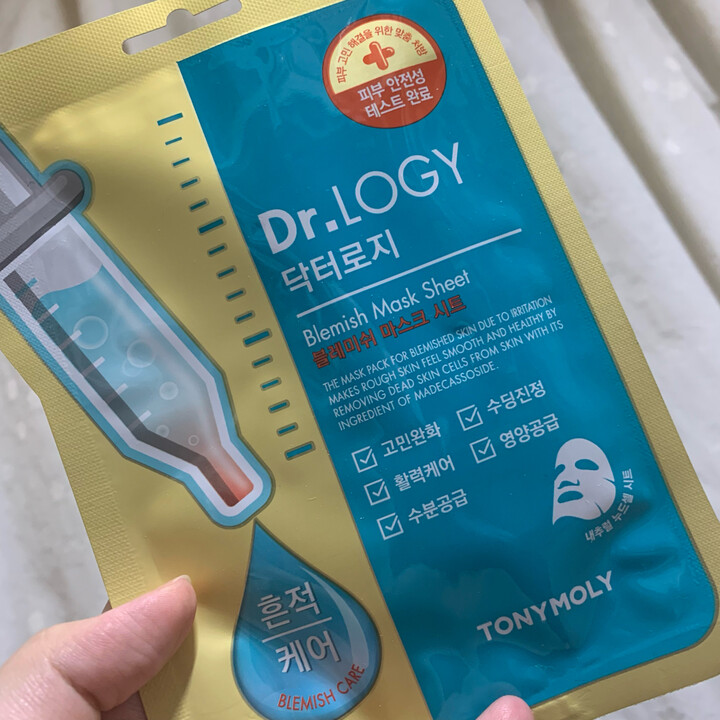 피부 고민 해결을 위한 맞춤 처방
피부 안전성
테스트 완료
Dr.LOGY
닥터로지
Blemish Mask Sheet
블레미쉬 마스크 시트
THE MASK PACK FOR BLEMISHED SKIN DUE TO IRRITATION
MAKES ROUGH SKIN FEEL SMOOTH AND HEALTHY BY
REMOVING DEAD SKIN CELLS FROM SKIN WITH ITS
INGREDIENT OF MADECASSOSIDE.
고민완화
수딩진정
활력케어
영양공급
수분공급
내추럴 누드씰 시트
TONYMOLY
흔적
케어
BLEMISH CARE